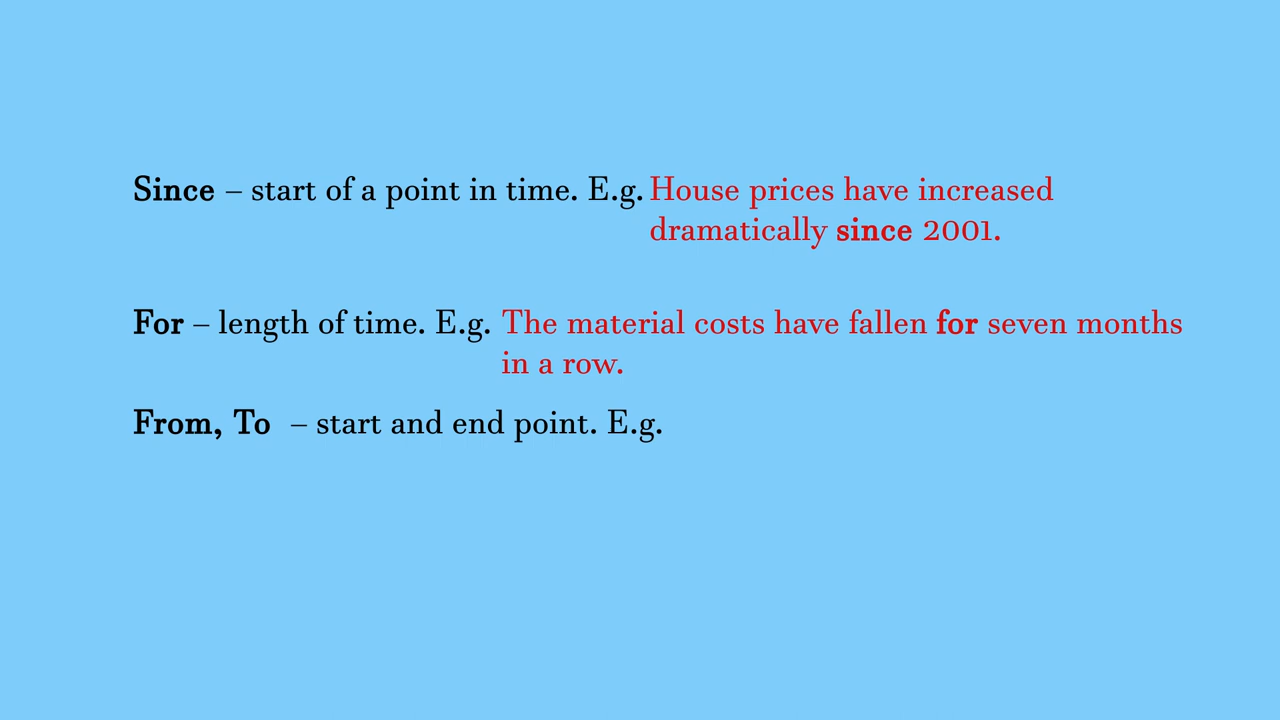 Since – start of a point in time. E.g. House prices have increased
dramatically since 2001.
For – length of time. E.g. The material costs have fallen for seven months
in a row.
From, To – start and end point. E.g.